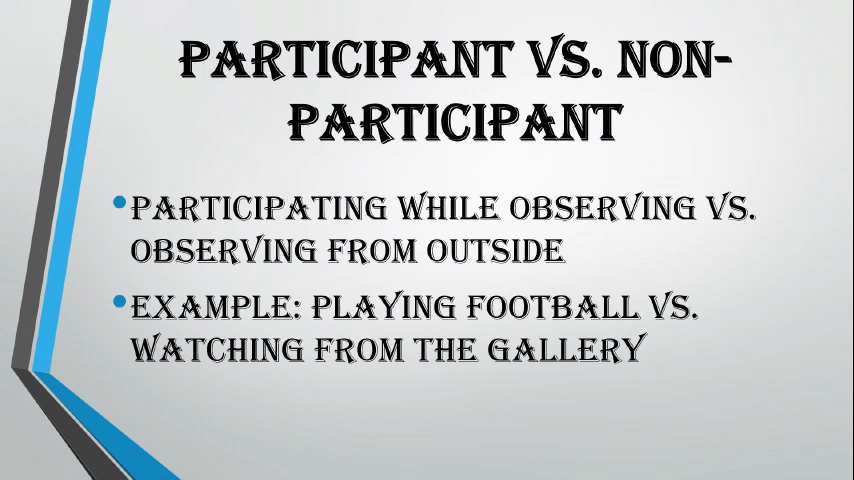 PARTICIPANT VS. NON-
PARTICIPANT
•PARTICIPATING WHILE OBSERVING VS.
OBSERVING FROM OUTSIDE
•EXAMPLE: PLAYING FOOTBALL VS.
WATCHING FROM THE GALLERY